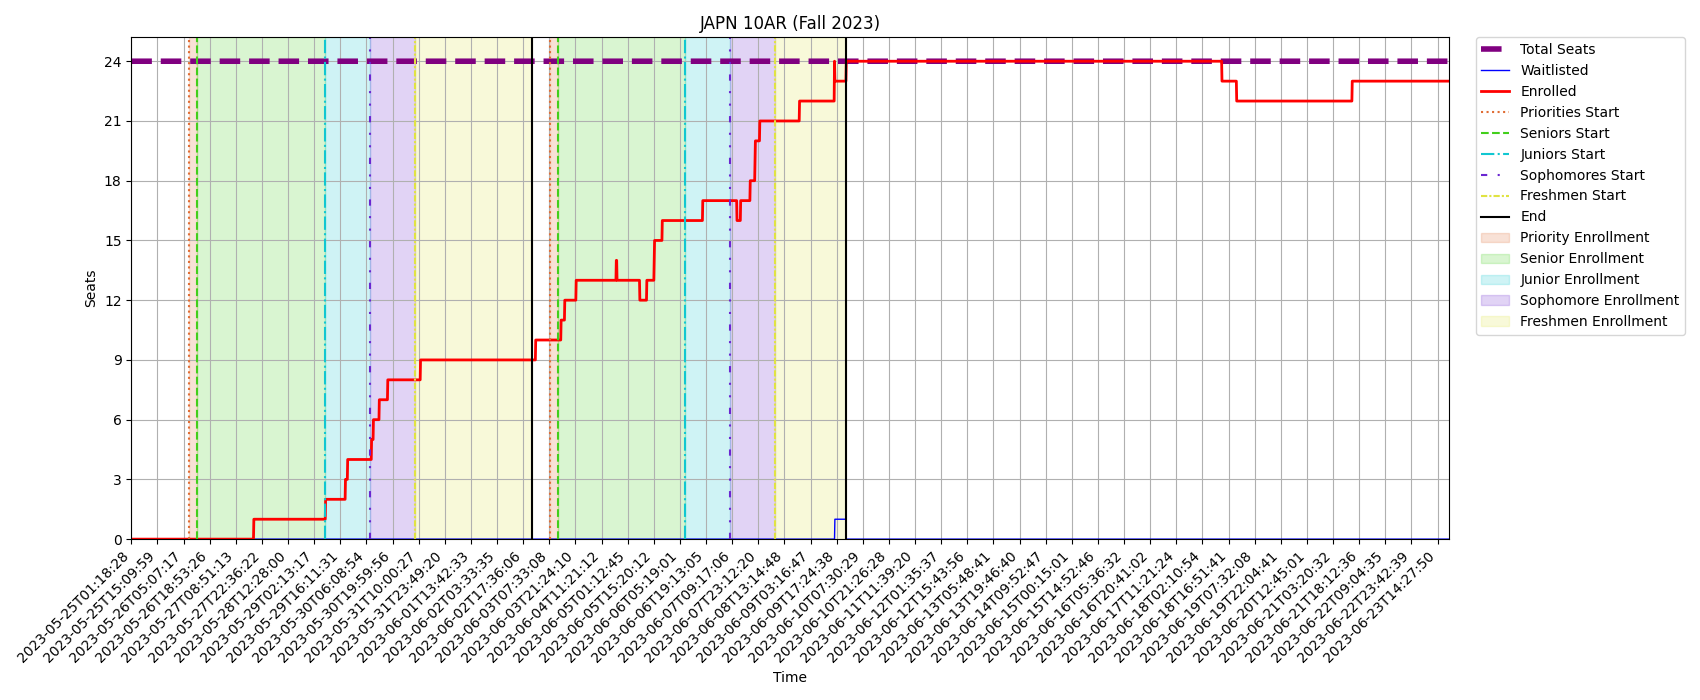 JAPN 10AR (Fall 2023)
Seats
24
21
18
15
12
9
6
3
0
2023-05-25T01:18:28
2023-05-25T15:09:59
2023-05-26T05:07:17
2023-05-26T18:53:26
2023-05-27T08:51:13
2023-05-27T22:36:22
2023-05-28T12:28:00
2023-05-29T02:13:17
2023-05-29T16:11:31
2023-05-30T06:08:54
2023-05-30T19:59:56
2023-05-31T10:00:27
2023-05-31T23:49:20
2023-06-01T13:42:33
2023-06-02T03:33:35
2023-06-02T17:36:06
2023-06-03T07:33:08
2023-06-03T21:24:10
2023-06-04T11:21:12
2023-06-05T01:12:45
2023-06-05T15:20:12
2023-06-06T05:19:01
2023-06-06T19:13:05
2023-06-07T09:17:06
2023-06-07T23:12:20
2023-06-08T13:14:48
2023-06-09T03:16:47
2023-06-09T17:24:38
2023-06-10T07:30:29
2023-06-10T21:26:28
2023-06-11T11:39:20
2023-06-12T01:35:37
2023-06-12T15:43:56
2023-06-13T05:48:41
2023-06-13T19:46:40
2023-06-14T09:52:47
2023-06-15T00:15:01
2023-06-15T14:52:46
2023-06-16T05:36:32
2023-06-16T20:41:02
2023-06-17T11:21:24
2023-06-18T02:10:54
2023-06-18T16:51:41
2023-06-19T07:32:08
2023-06-19T22:04:41
2023-06-20T12:45:01
2023-06-21T03:20:32
2023-06-21T18:12:36
2023-06-22T09:04:35
2023-06-22T23:42:39
2023-06-23T14:27:50
Time
Total Seats
Waitlisted
Enrolled
Priorities Start
Seniors Start
Juniors Start
Sophomores Start
Freshmen Start
End
Priority Enrollment
Senior Enrollment
Junior Enrollment
Sophomore Enrollment
Freshmen Enrollment